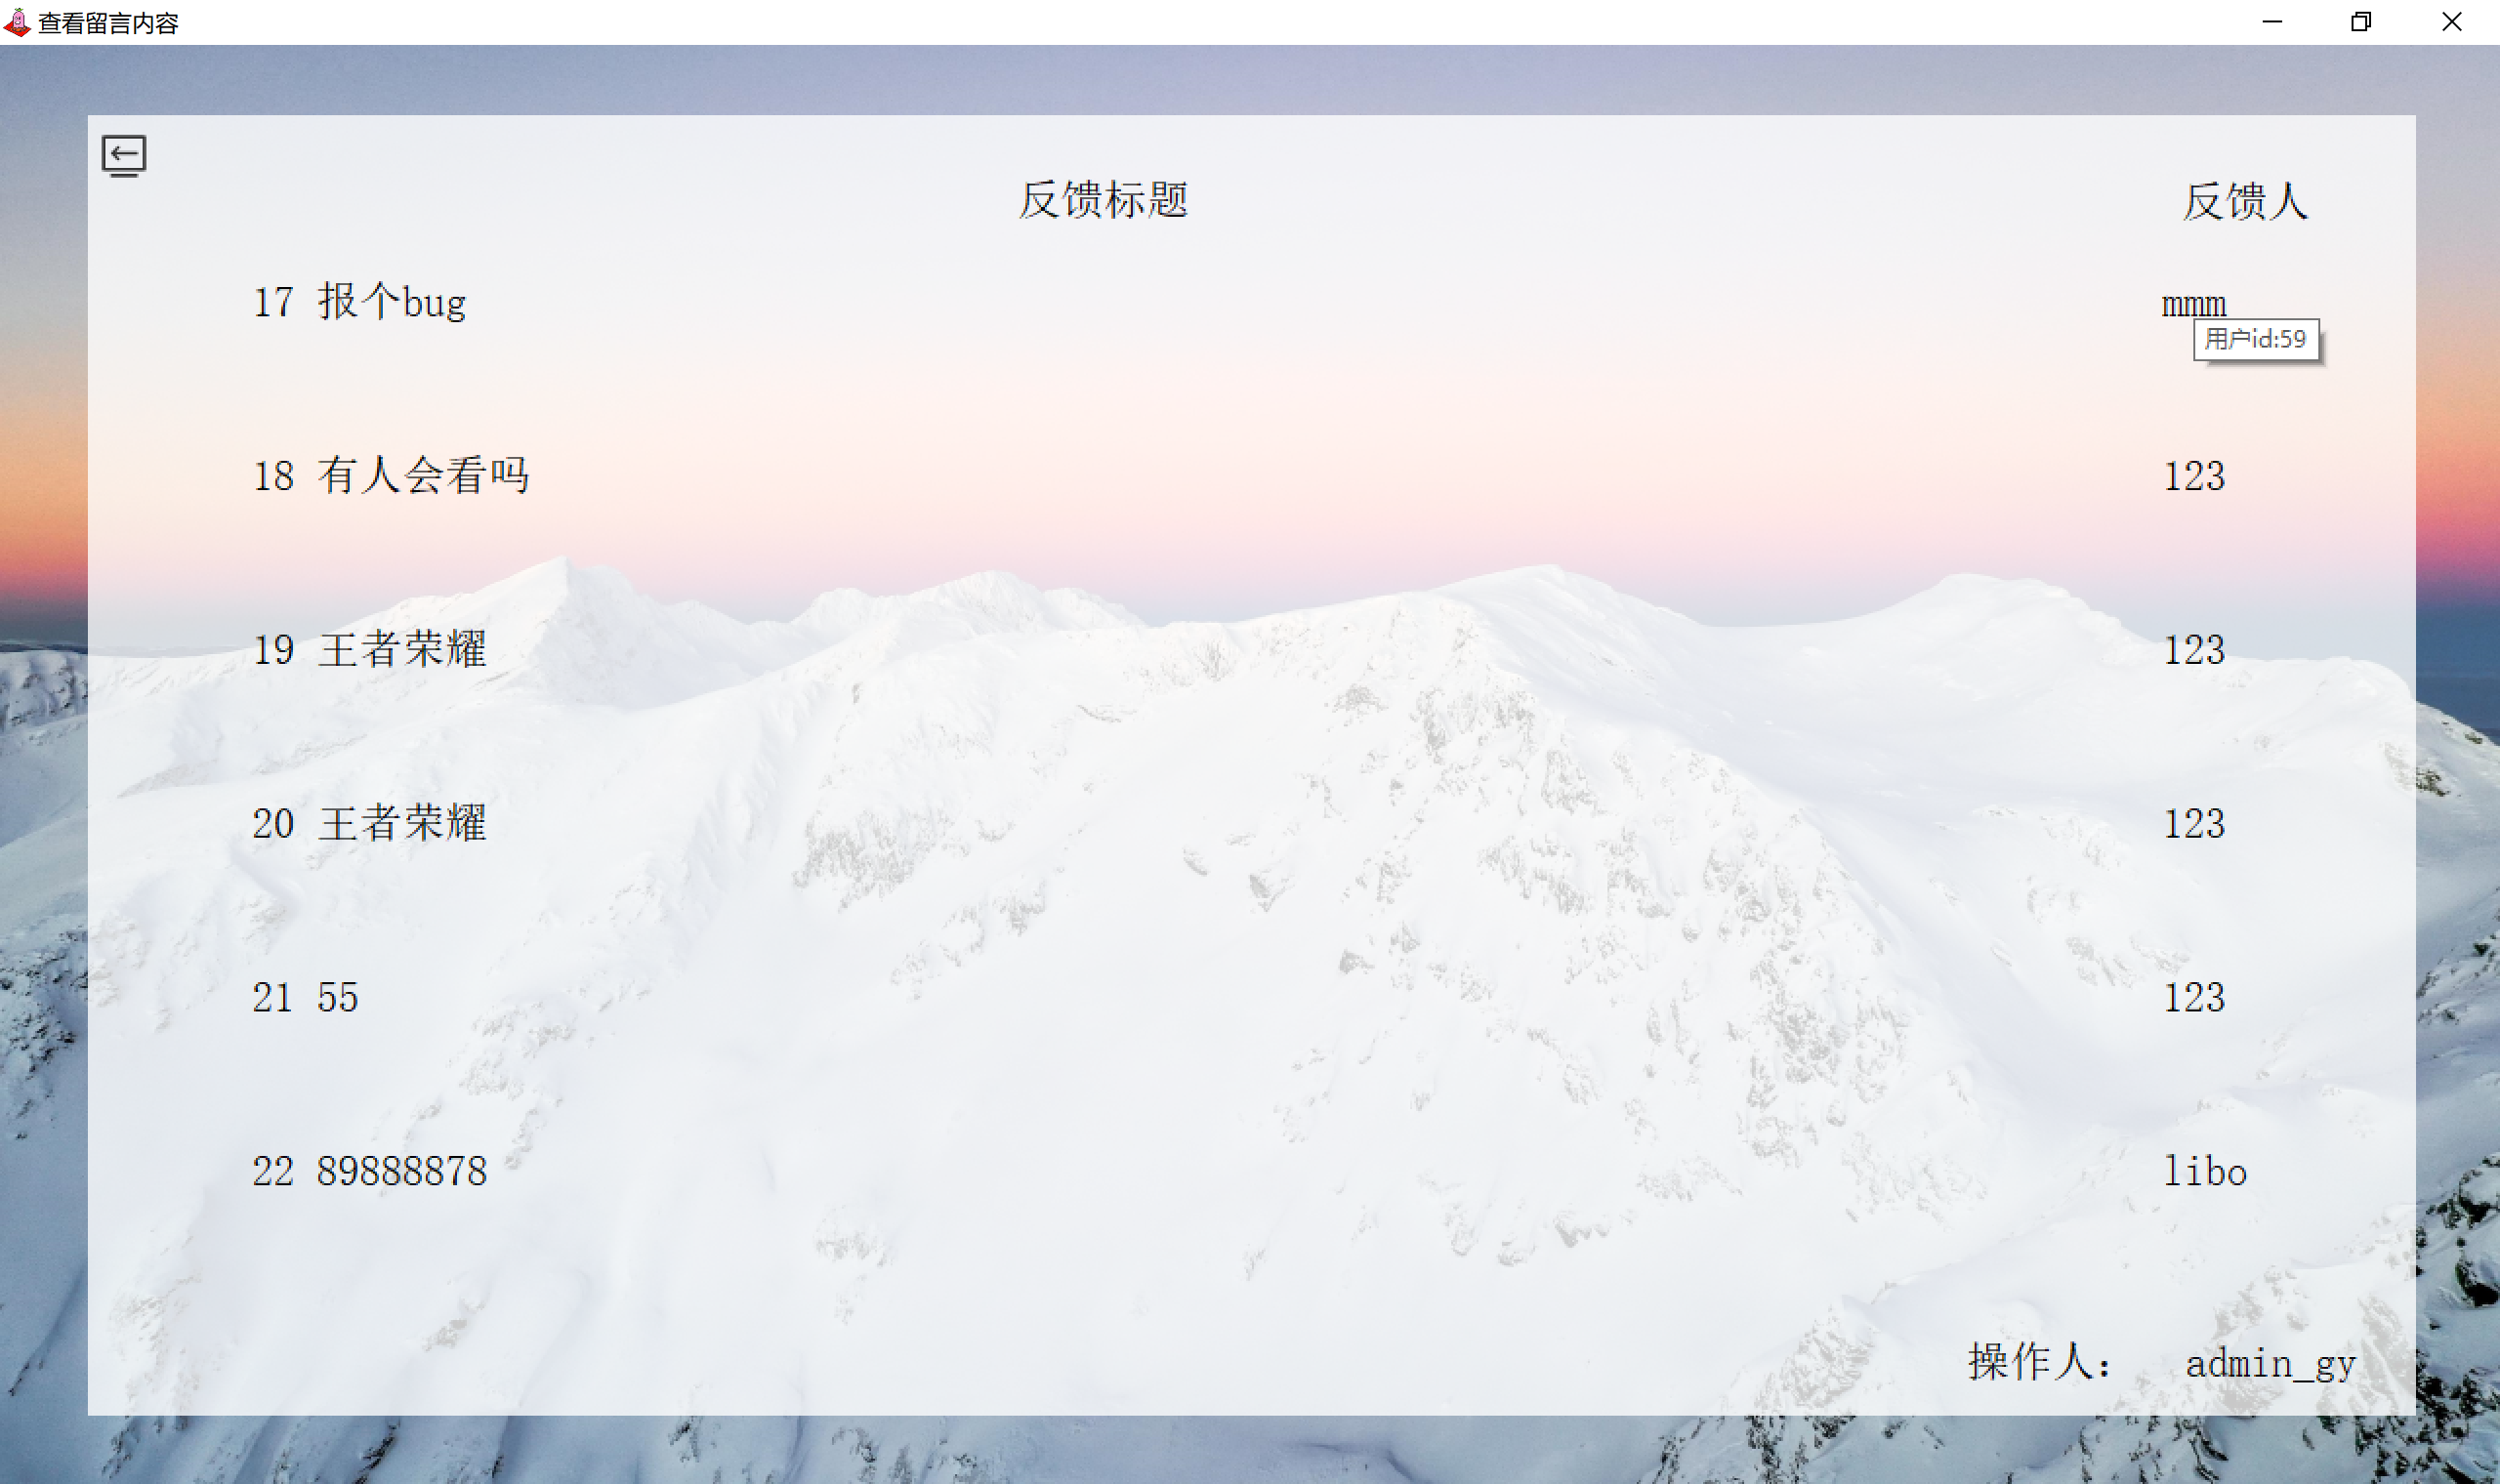 查看留言内容
反馈标题 反馈人
17 报个bug mmm
用户id:59
18 有人会看吗 123
19 王者荣耀 123
20 王者荣耀 123
21 55 123
22 89888878 libo
操作人： admin_gy